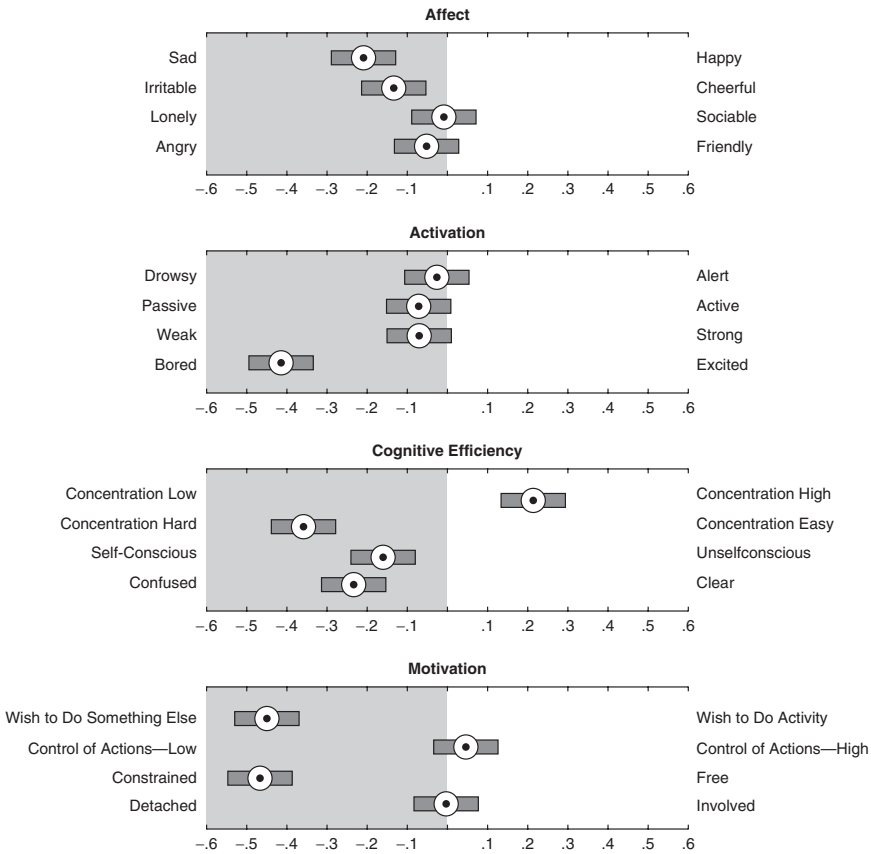 Affect
Sad Happy
Irritable Cheerful
Lonely Sociable
Angry Friendly
–.6 –.5 –.4 –.3 –.2 –.1 .1 .2 .3 .4 .5 .6
Activation
Drowsy Alert
Passive Active
Weak Strong
Bored Excited
–.6 –.5 –.4 –.3 –.2 –.1 .1 .2 .3 .4 .5 .6
Cognitive Efficiency
Concentration Low Concentration High
Concentration Hard Concentration Easy
Self-Conscious Unselfconscious
Confused Clear
–.6 –.5 –.4 –.3 –.2 –.1 .1 .2 .3 .4 .5 .6
Motivation
Wish to Do Something Else Wish to Do Activity
Control of Actions—Low Control of Actions—High
Constrained Free
Detached Involved
–.6 –.5 –.4 –.3 –.2 –.1 .1 .2 .3 .4 .5 .6